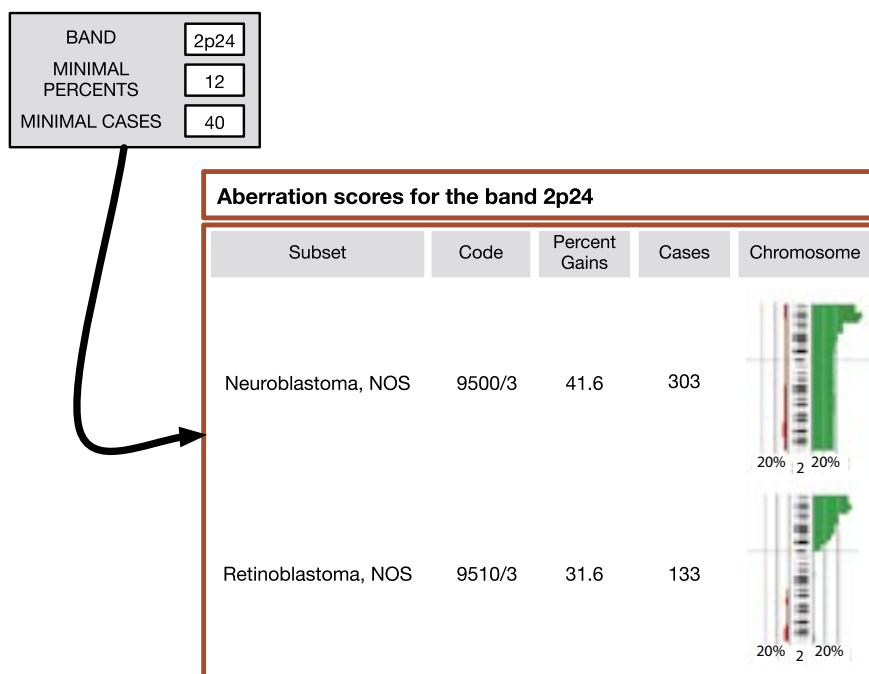 BAND 2p24
MINIMAL
PERCENTS 12
MINIMAL CASES 40
Aberration scores for the band 2p24
Subset Code Percent Gains Cases Chromosome
Neuroblastoma, NOS 9500/3 41.6 303
20% 2 20%
Retinoblastoma, NOS 9510/3 31.6 133
20% 2 20%